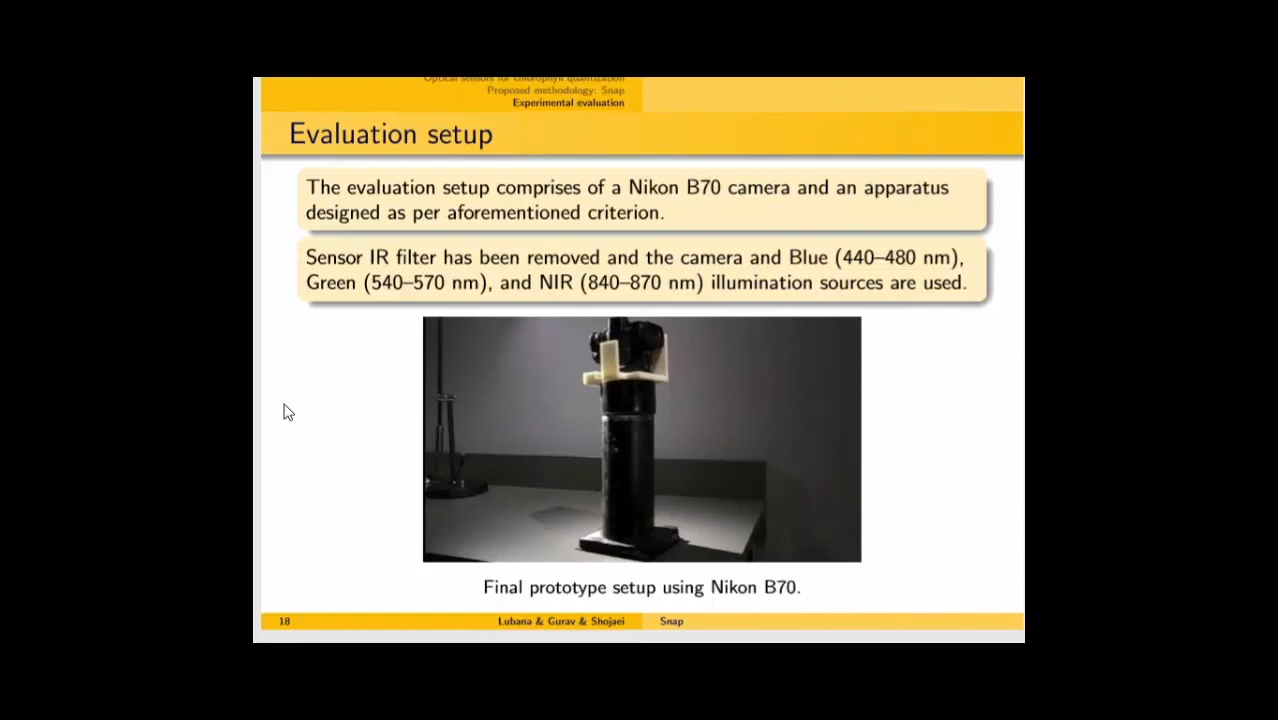 Optical sensors for chlorophyll quantization
Proposed methodology: Snap
Experimental evaluation
Evaluation setup
The evaluation setup comprises of a Nikon B70 camera and an apparatus
designed as per aforementioned criterion.
Sensor IR filter has been removed and the camera and Blue (440–480 nm),
Green (540–570 nm), and NIR (840–870 nm) illumination sources are used.
Final prototype setup using Nikon B70.
18
Lubana & Gurav & Shojaei
Snap